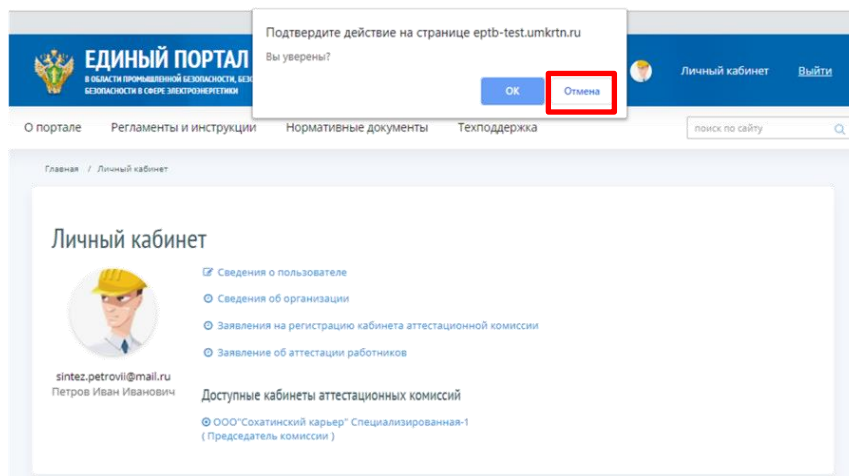 Подтвердите действие на странице eptb-test.umkrtn.ru
Вы уверены?
ОК
Отмена
ЕДИНЫЙ ПОРТАЛ
В ОБЛАСТИ ПРОМЫШЛЕННОЙ БЕЗОПАСНОСТИ,
БЕЗОПАСНОСТИ В СФЕРЕ ЭЛЕКТРОЭНЕРГЕТИКИ
Личный кабинет
Выйти
О портале
Регламенты и инструкции
Нормативные документы
Техподдержка
поиск по сайту
Главная / Личный кабинет
Личный кабинет
Сведения о пользователе
Сведения об организации
Заявления на регистрацию кабинета аттестационной комиссии
Заявление об аттестации работников
sintez.petrovii@mail.ru
Петров Иван Иванович
Доступные кабинеты аттестационных комиссий
ООО"Сохатинский карьер" Специализированная-1
( Председатель комиссии )